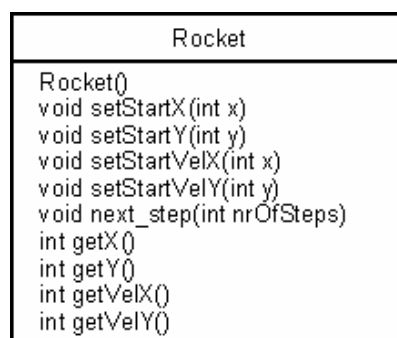 Rocket
Rocket()
void setStartX(int x)
void setStartY(int y)
void setStartVelX(int x)
void setStartVelY(int y)
void next_step(int nrOfSteps)
int getX()
int getY()
int getVelX()
int getVelY()